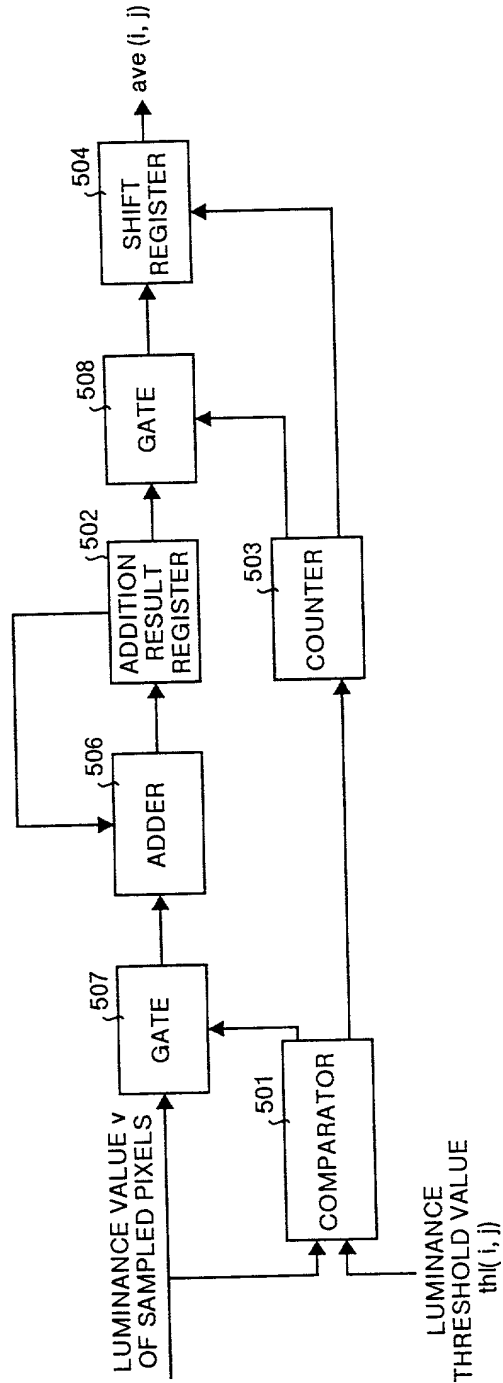 LUMINANCE VALUE v
OF SAMPLED PIXELS
507
GATE
506
ADDER
502
ADDITION
RESULT
REGISTER
508
GATE
504
SHIFT
REGISTER
ave (i, j)
501
COMPARATOR
503
COUNTER
LUMINANCE
THRESHOLD VALUE
thl( i, j)